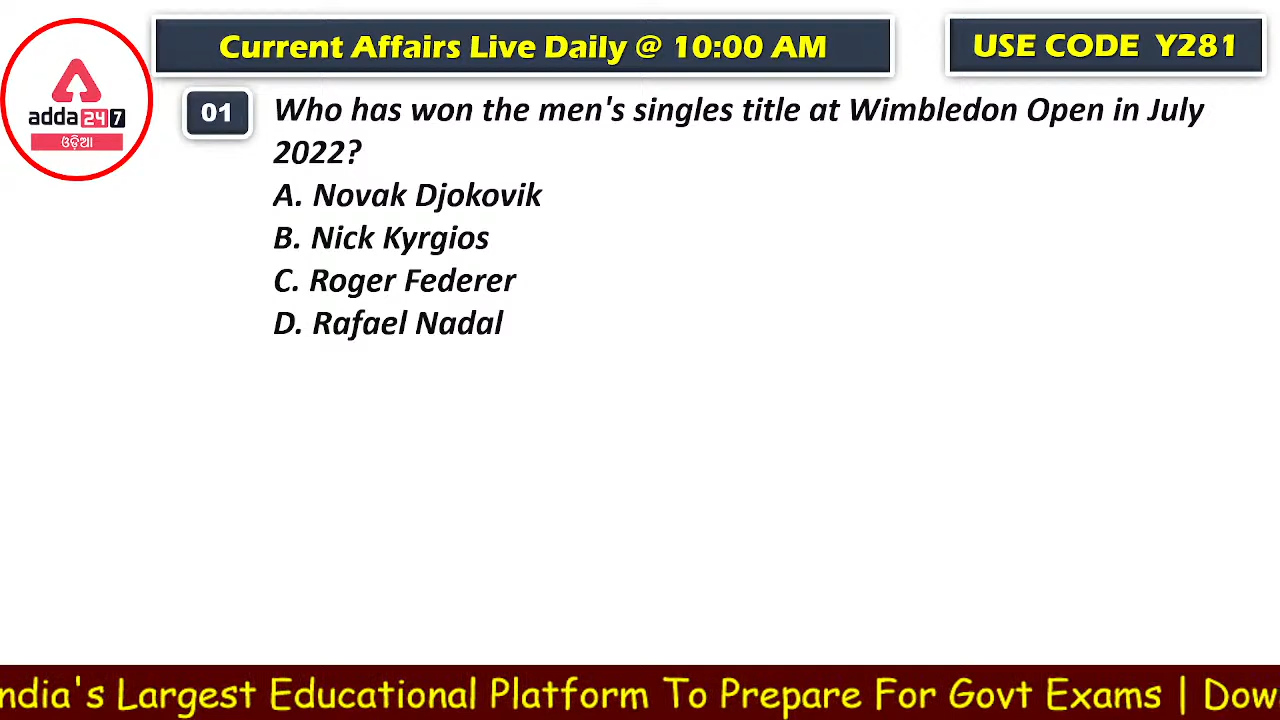 Current Affairs Live Daily @ 10:00 AM
USE CODE Y281
adda247
ଓଡ଼ିଆ
01
Who has won the men's singles title at Wimbledon Open in July
2022?
A. Novak Djokovik
B. Nick Kyrgios
C. Roger Federer
D. Rafael Nadal
ndia's Largest Educational Platform To Prepare For Govt Exams | Dow